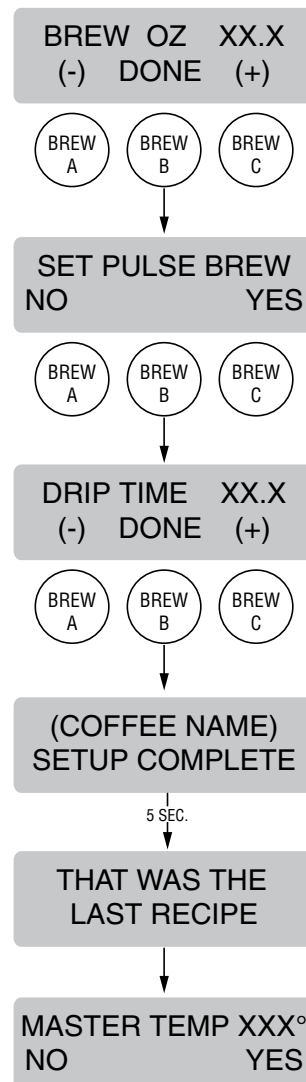 BREW OZ XX.X
(-) DONE (+)
BREW A BREW B BREW C
SET PULSE BREW
NO YES
BREW A BREW B BREW C
DRIP TIME XX.X
(-) DONE (+)
BREW A BREW B BREW C
(COFFEE NAME)
SETUP COMPLETE
5 SEC.
THAT WAS THE
LAST RECIPE
MASTER TEMP XXX°
NO YES